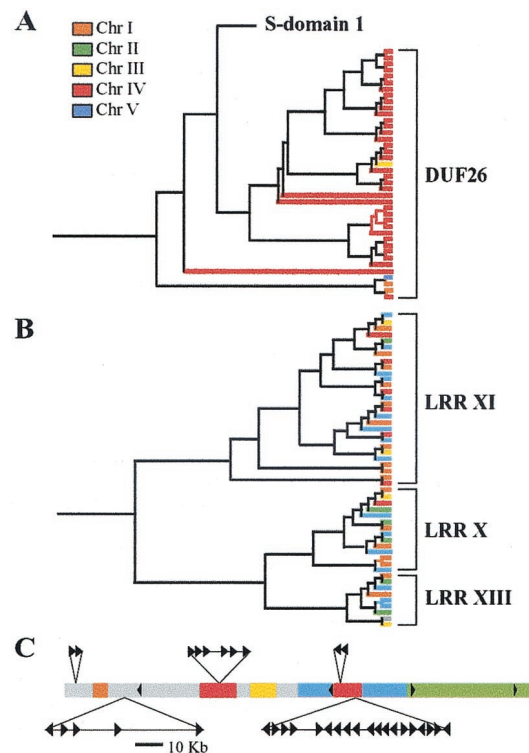 A
S-domain 1
Chr I
Chr II
Chr III
Chr IV
Chr V
DUF26
B
LRR XI
LRR X
LRR XIII
C
10 Kb